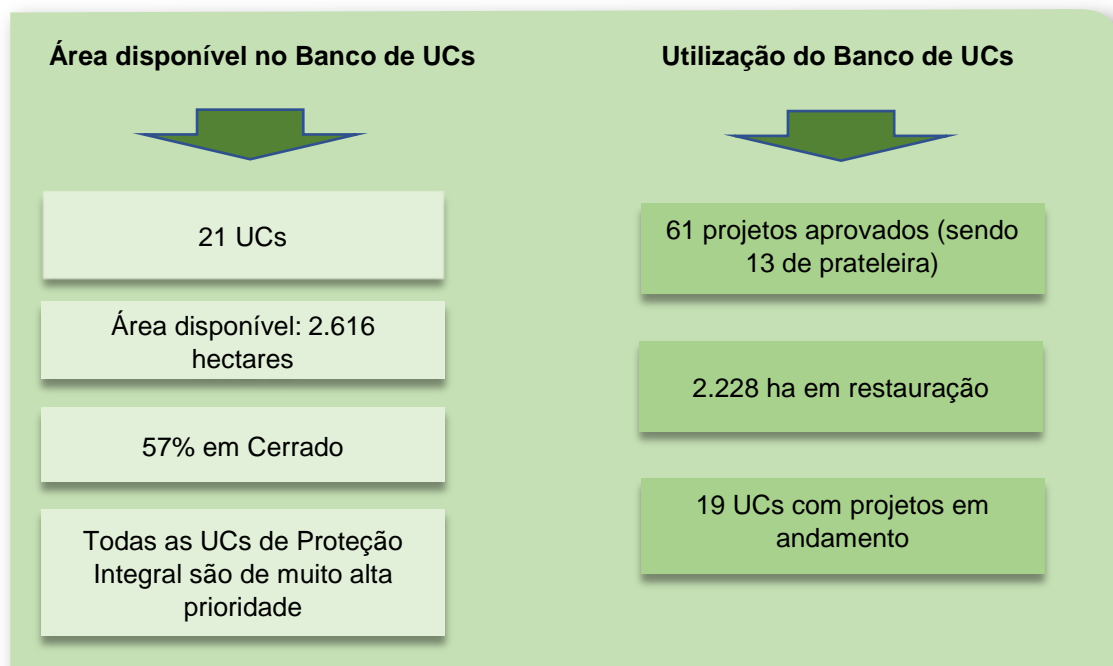 Área disponível no Banco de UCs
21 UCs
Área disponível: 2.616
hectares
57% em Cerrado
Todas as UCs de Proteção
Integral são de muito alta
prioridade
Utilização do Banco de UCs
61 projetos aprovados (sendo
13 de prateleira)
2.228 ha em restauração
19 UCs com projetos em
andamento